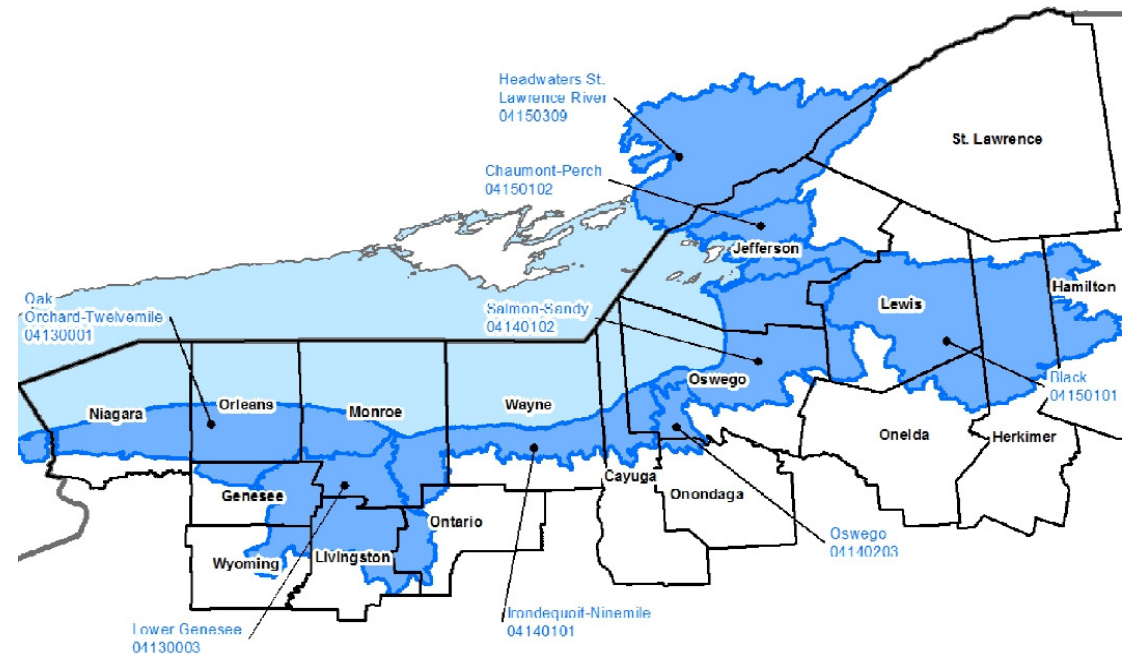 Headwaters St.
Lawrence River
04150309
St. Lawrence
Chaumont-Perch
04150102
Jefferson
Hamilton
Oak
Orchard-Twelvemile
04130001
Salmon-Sandy
04140102
Lewis
Black
04150101
Oswego
Niagara
Orleans
Monroe
Wayne
Oneida
Herkimer
Cayuga
Onondaga
Genesee
Ontario
Wyoming
Livingston
Oswego
04140203
Irondequoit-Ninemile
04140101
Lower Genesee
04130003